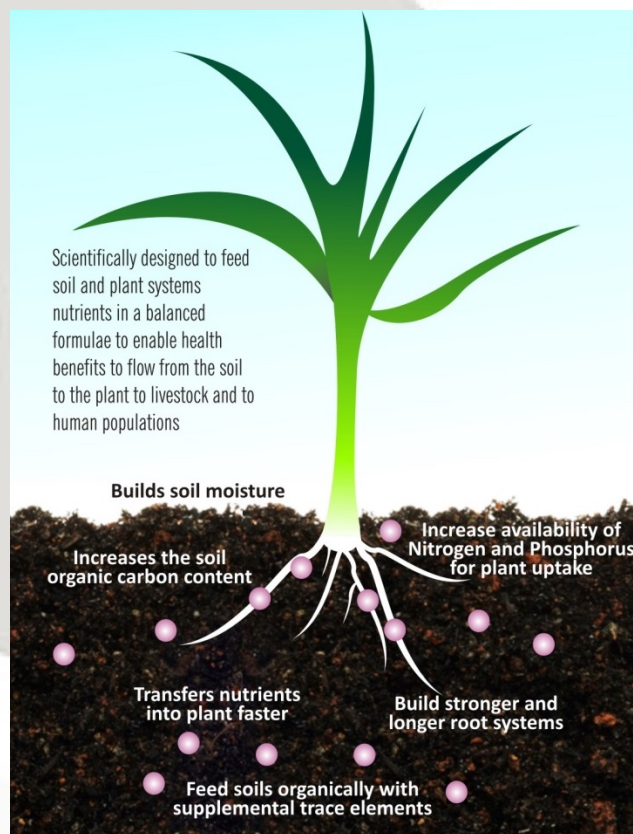 Scientifically designed to feed
soil and plant systems
nutrients in a balanced
formulae to enable health
benefits to flow from the soil
to the plant to livestock and to
human populations
Builds soil moisture
Increases the soil
organic carbon content
Increase availability of
Nitrogen and Phosphorus
for plant uptake
Transfers nutrients
into plant faster
Build stronger and
longer root systems
Feed soils organically with
supplemental trace elements